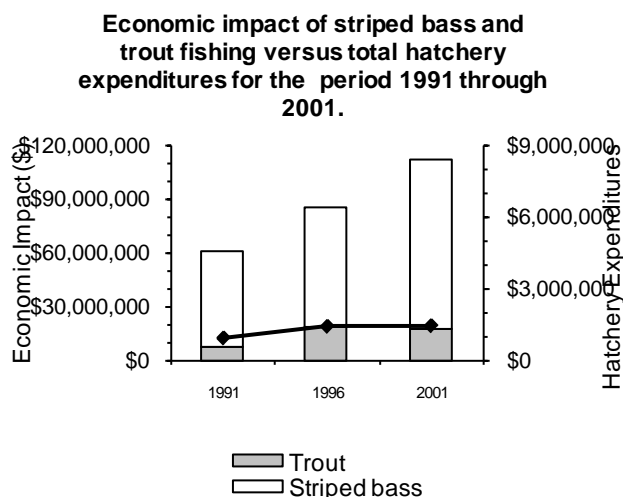 Economic impact of striped bass and
trout fishing versus total hatchery
expenditures for the period 1991 through
2001.
Economic Impact ($)
$120,000,000
$90,000,000
$60,000,000
$30,000,000
$0
$9,000,000
$6,000,000
$3,000,000
$0
Hatchery Expenditures
1991
1996
2001
Trout
Striped bass